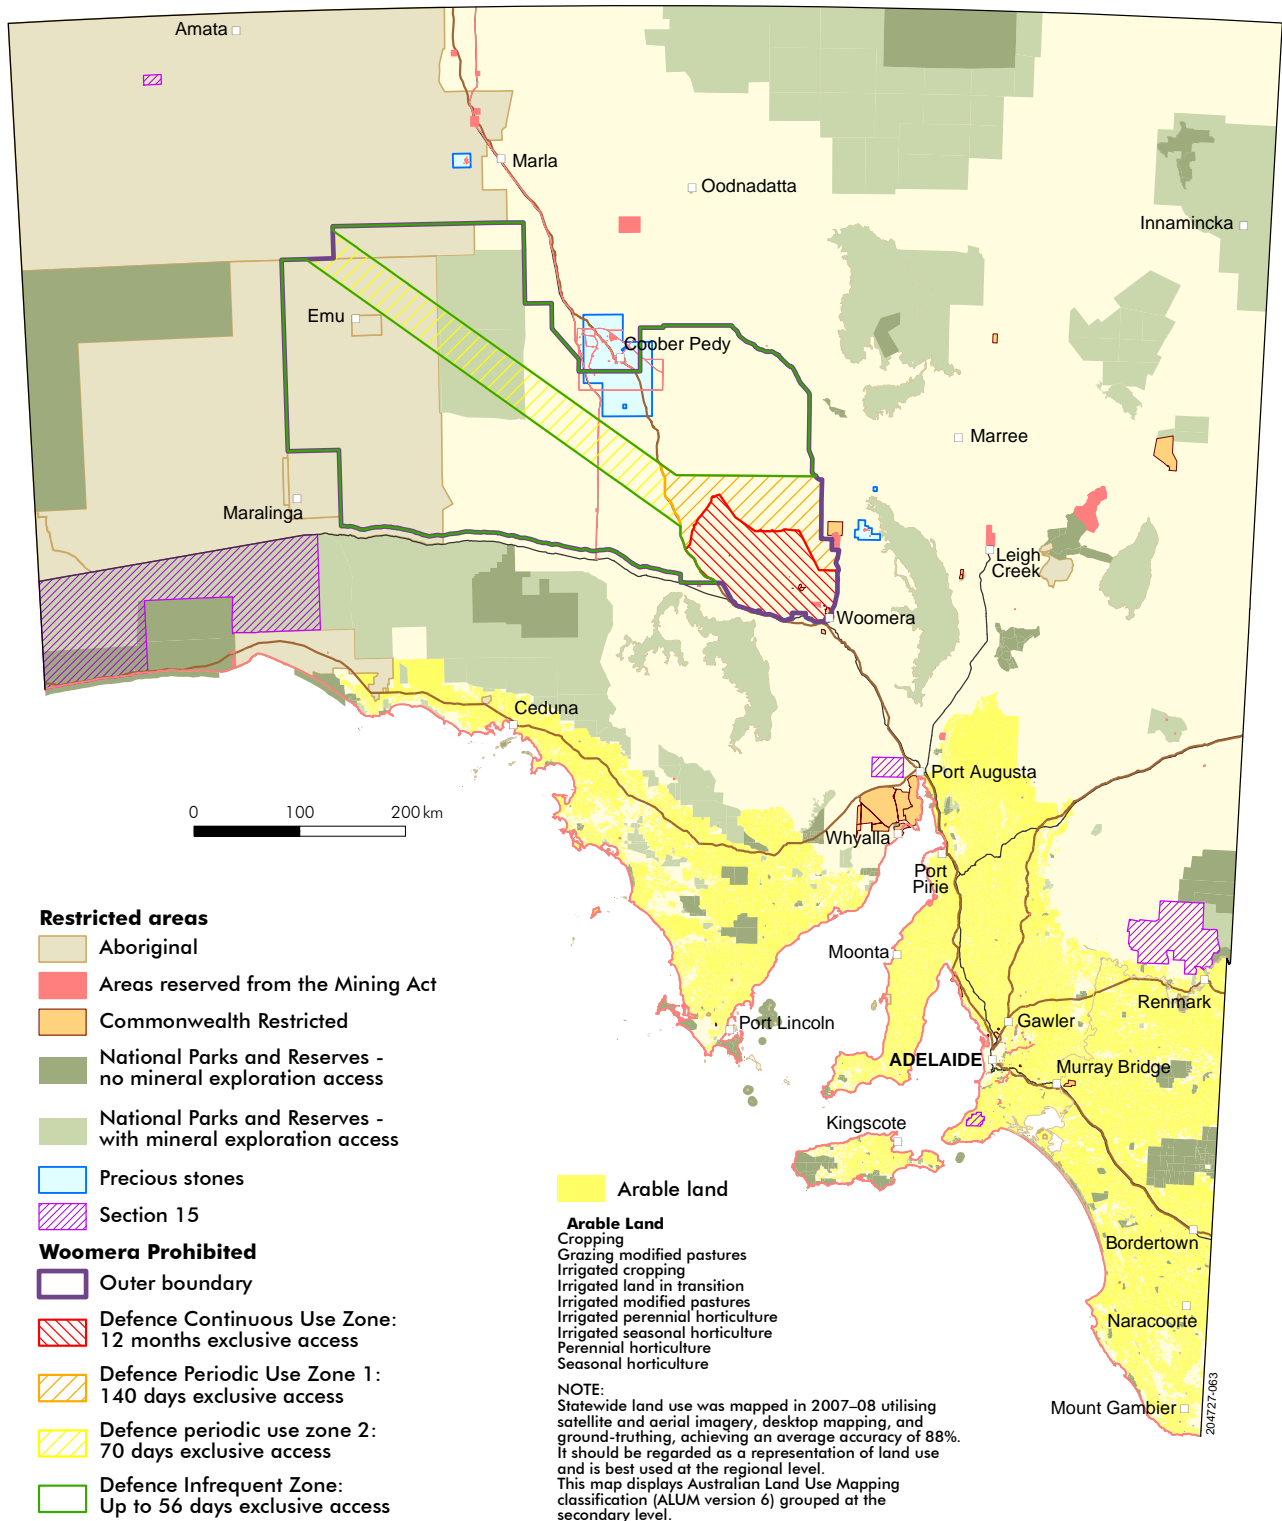 Amata
Marla
Oodnadatta
Innamincka
Emu
Coober Pedy
Marree
Maralinga
Leigh
Creek
Woomera
Ceduna
Port Augusta
0 100 200 km
Whyalla
Port
Pirie
Moonta
Renmark
Port Lincoln
Gawler
ADELAIDE
Murray Bridge
Kingscote
Bordertown
Naracoorte
Mount Gambier
204727-063
Restricted areas
Aboriginal
Areas reserved from the Mining Act
Commonwealth Restricted
National Parks and Reserves -
no mineral exploration access
National Parks and Reserves -
with mineral exploration access
Precious stones
Section 15
Woomera Prohibited
Outer boundary
Defence Continuous Use Zone:
12 months exclusive access
Defence Periodic Use Zone 1:
140 days exclusive access
Defence periodic use zone 2:
70 days exclusive access
Defence Infrequent Zone:
Up to 56 days exclusive access
Arable land
Arable Land
Cropping
Grazing modified pastures
Irrigated cropping
Irrigated land in transition
Irrigated modified pastures
Irrigated perennial horticulture
Irrigated seasonal horticulture
Perennial horticulture
Seasonal horticulture
NOTE:
Statewide land use was mapped in 2007–08 utilising
satellite and aerial imagery, desktop mapping, and
ground-truthing, achieving an average accuracy of 88%.
It should be regarded as a representation of land use
and is best used at the regional level.
This map displays Australian Land Use Mapping
classification (ALUM version 6) grouped at the
secondary level.